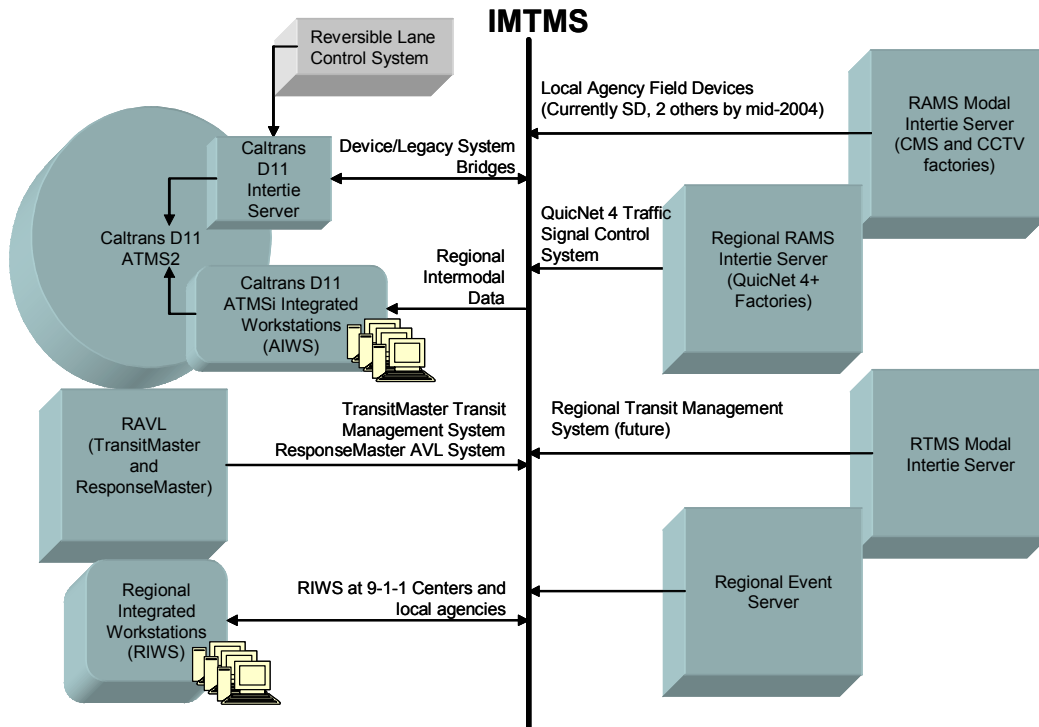 IMTMS
Reversible Lane
Control System
Local Agency Field Devices
(Currently SD, 2 others by mid-2004)
RAMS Modal
Intertie Server
(CMS and CCTV
factories)
Caltrans
D11
Intertie
Server
Device/Legacy System
Bridges
Caltrans D11
ATMS2
QuicNet 4 Traffic
Signal Control
System
Regional RAMS
Intertie Server
(QuicNet 4+
Factories)
Regional
Intermodal
Data
Caltrans D11
ATMSi Integrated
Workstations
(AIWS)
RAVL
(TransitMaster
and
ResponseMaster)
TransitMaster Transit
Management System
ResponseMaster AVL System
Regional Transit Management
System (future)
RTMS Modal
Intertie Server
Regional
Integrated
Workstations
(RIWS)
RIWS at 9-1-1 Centers and
local agencies
Regional Event
Server